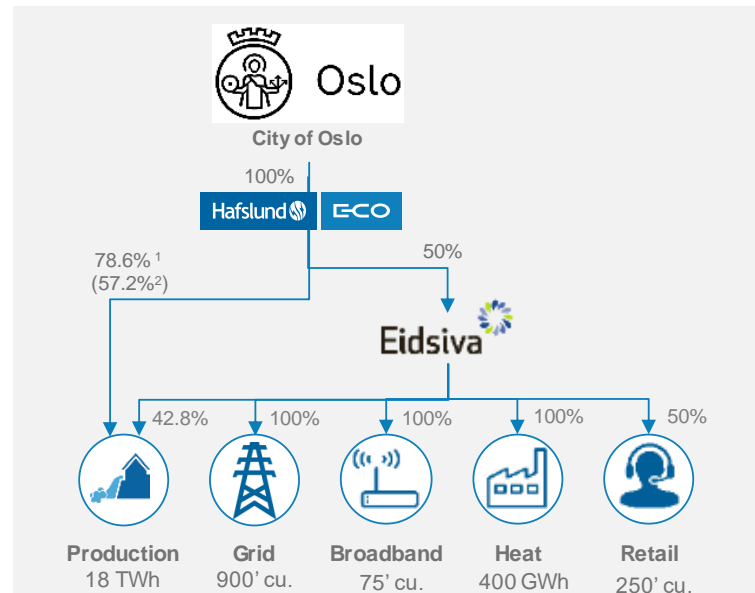 Oslo
City of Oslo
100%
Hafslund E-CO
78.6% ¹
(57.2%²)
50%
Eidsiva
42.8% 100% 100% 100% 50%
Production Grid Broadband Heat Retail
18 TWh 900’ cu. 75’ cu. 400 GWh 250’ cu.